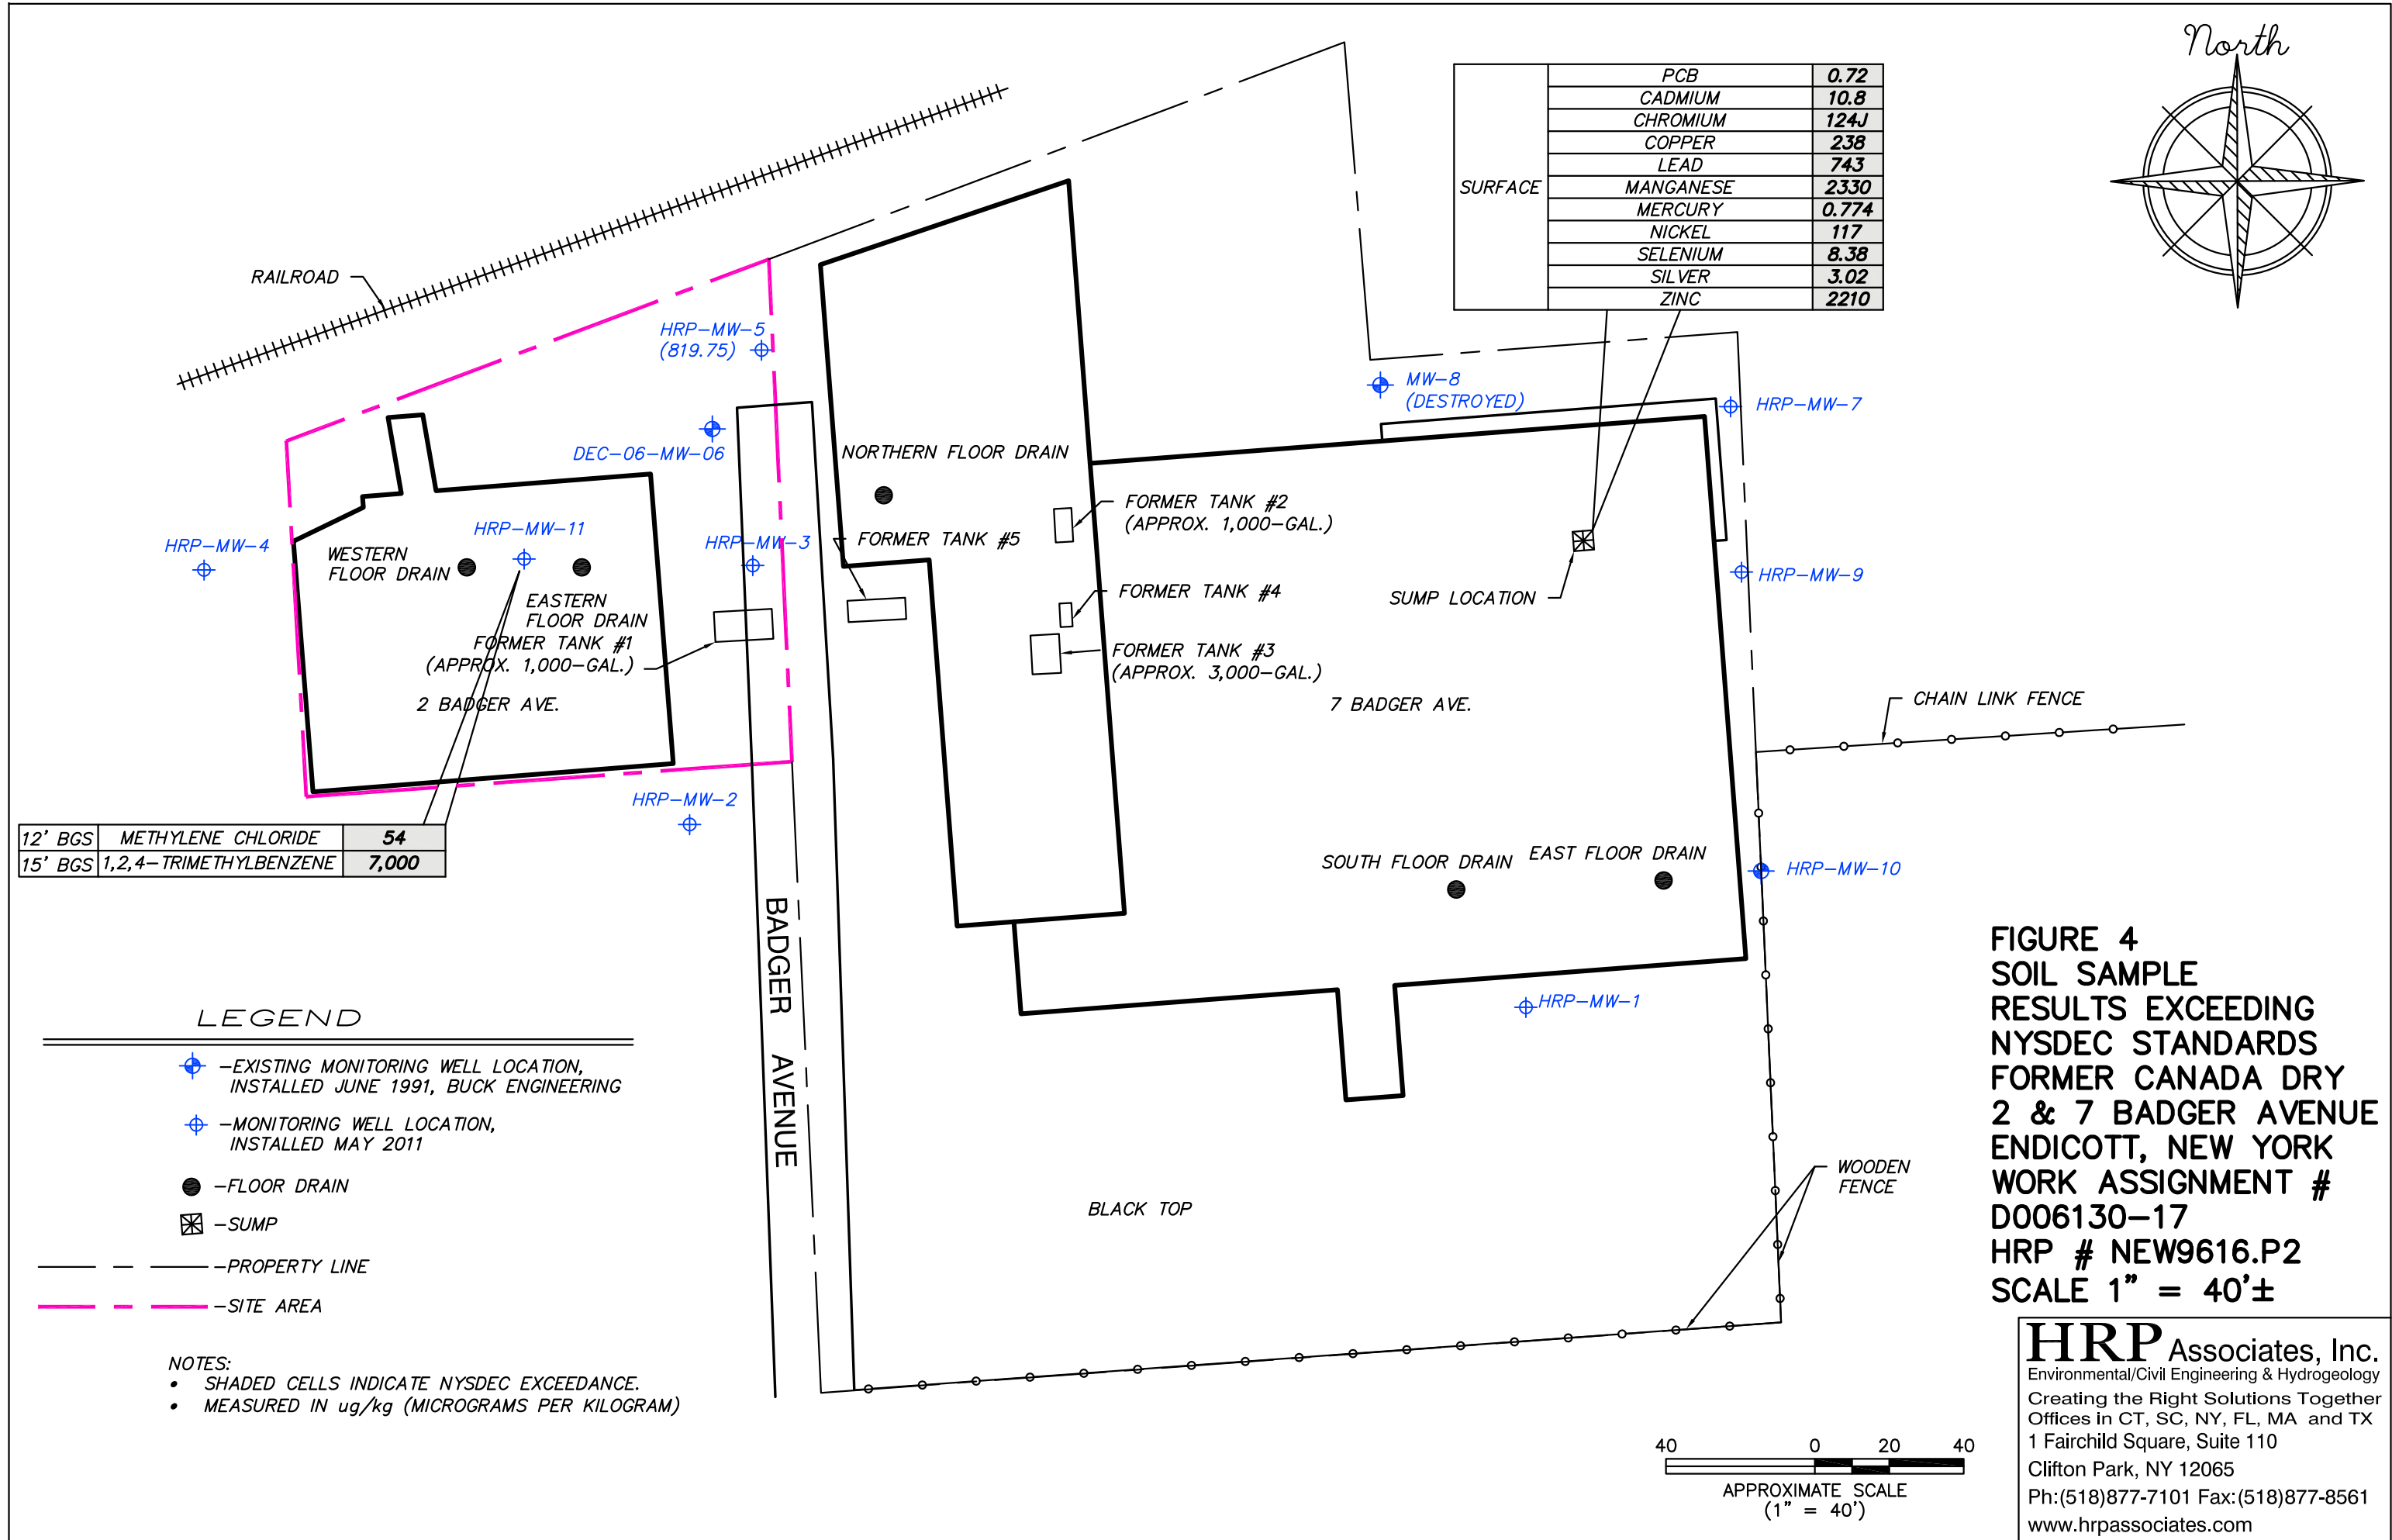 North
SURFACE
PCB 0.72
CADMIUM 10.8
CHROMIUM 124J
COPPER 238
LEAD 743
MANGANESE 2330
MERCURY 0.774
NICKEL 117
SELENIUM 8.38
SILVER 3.02
ZINC 2210
RAILROAD
HRP-MW-5
(819.75)
MW-8
(DESTROYED)
HRP-MW-7
DEC-06-MW-06
NORTHERN FLOOR DRAIN
FORMER TANK #2
(APPROX. 1,000-GAL.)
HRP-MW-4
HRP-MW-11
HRP-MW-3
FORMER TANK #5
WESTERN
FLOOR DRAIN
EASTERN
FLOOR DRAIN
FORMER TANK #1
(APPROX. 1,000-GAL.)
2 BADGER AVE.
FORMER TANK #4
FORMER TANK #3
(APPROX. 3,000-GAL.)
SUMP LOCATION
HRP-MW-9
7 BADGER AVE.
CHAIN LINK FENCE
HRP-MW-2
12' BGS METHYLENE CHLORIDE 54
15' BGS 1,2,4-TRIMETHYLBENZENE 7,000
SOUTH FLOOR DRAIN
EAST FLOOR DRAIN
HRP-MW-10
BADGER AVENUE
HRP-MW-1
BLACK TOP
WOODEN
FENCE
LEGEND
-EXISTING MONITORING WELL LOCATION,
INSTALLED JUNE 1991, BUCK ENGINEERING
-MONITORING WELL LOCATION,
INSTALLED MAY 2011
-FLOOR DRAIN
-SUMP
-PROPERTY LINE
-SITE AREA
NOTES:
• SHADED CELLS INDICATE NYSDEC EXCEEDANCE.
• MEASURED IN ug/kg (MICROGRAMS PER KILOGRAM)
FIGURE 4
SOIL SAMPLE
RESULTS EXCEEDING
NYSDEC STANDARDS
FORMER CANADA DRY
2 & 7 BADGER AVENUE
ENDICOTT, NEW YORK
WORK ASSIGNMENT #
D006130-17
HRP # NEW9616.P2
SCALE 1" = 40'±
40 0 20 40
APPROXIMATE SCALE
(1" = 40')
HRP Associates, Inc.
Environmental/Civil Engineering & Hydrogeology
Creating the Right Solutions Together
Offices in CT, SC, NY, FL, MA and TX
1 Fairchild Square, Suite 110
Clifton Park, NY 12065
Ph:(518)877-7101 Fax:(518)877-8561
www.hrpassociates.com